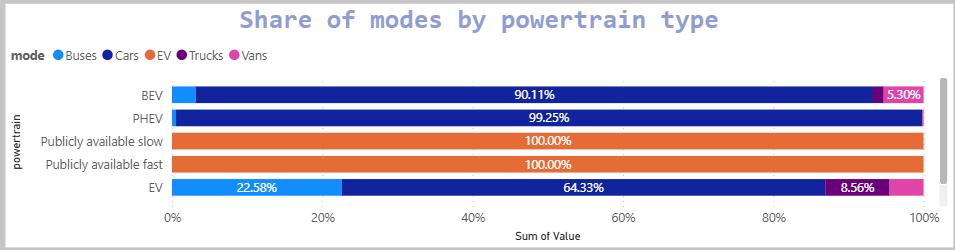 Share of modes by powertrain type
mode Buses Cars EV Trucks Vans
powertrain
BEV 90.11% 5.30%
PHEV 99.25%
Publicly available slow 100.00%
Publicly available fast 100.00%
EV 22.58% 64.33% 8.56%
0% 20% 40% 60% 80% 100%
Sum of Value